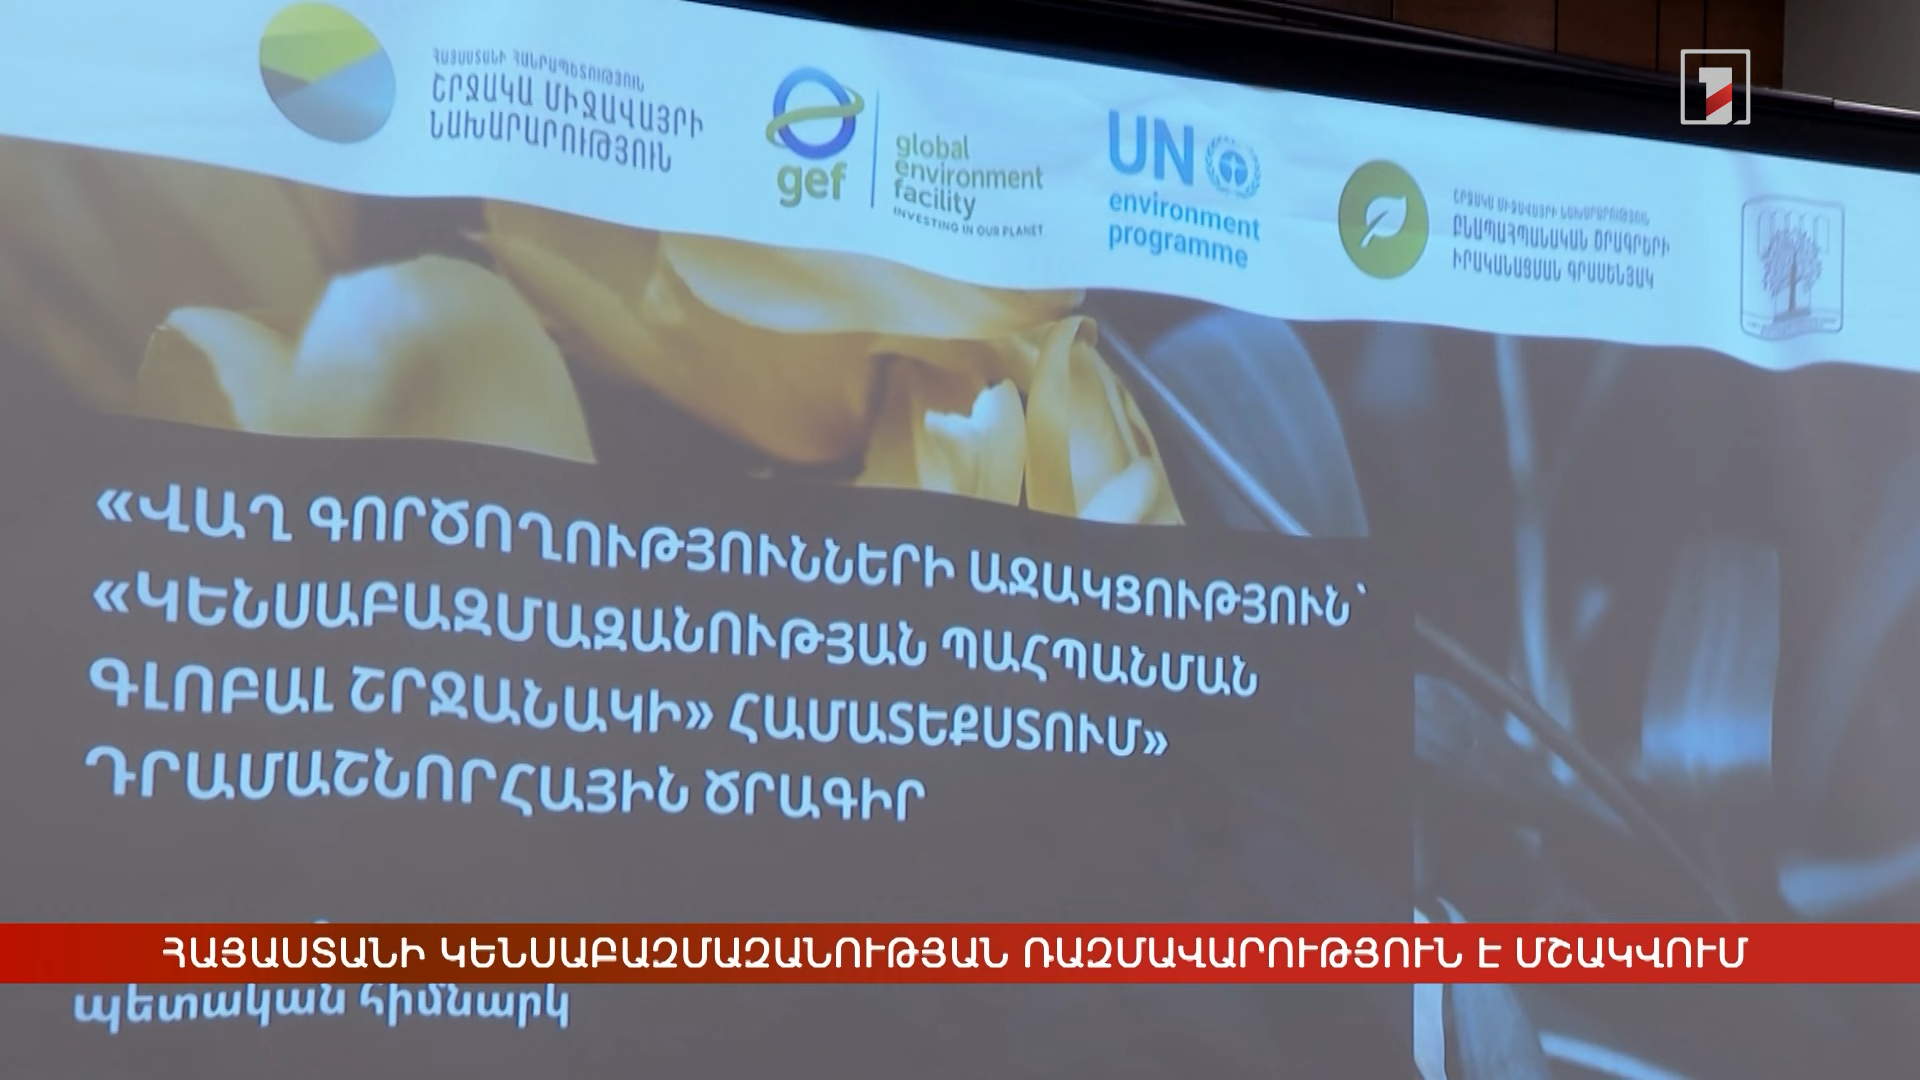 ՀԱՅԱՍՏԱՆԻ ՀԱՆՐԱՊԵՏՈՒԹՅՈՒՆ
ՇՐՋԱԿԱ ՄԻՋԱՎԱՅՐԻ
ՆԱԽԱՐԱՐՈՒԹՅՈՒՆ
gef
global
environment
facility
INVESTING IN OUR PLANET
UN
environment
programme
ՇՐՋԱԿԱ ՄԻՋԱՎԱՅՐԻ ՆԱԽԱՐԱՐՈՒԹՅՈՒՆ
ԲՆԱՊԱՀՊԱՆԱԿԱՆ ԾՐԱԳՐԵՐԻ
ԻՐԱԿԱՆԱՑՄԱՆ ԳՐԱՍԵՆՅԱԿ
1
«ՎԱՂ ԳՈՐԾՈՂՈՒԹՅՈՒՆՆԵՐԻ ԱՋԱԿՑՈՒԹՅՈՒՆ՝
«ԿԵՆՍԱԲԱԶՄԱԶԱՆՈՒԹՅԱՆ ՊԱՀՊԱՆՄԱՆ
ԳԼՈԲԱԼ ՇՐՋԱՆԱԿԻ» ՀԱՄԱՏԵՔՍՏՈՒՄ»
ԴՐԱՄԱՇՆՈՐՀԱՅԻՆ ԾՐԱԳԻՐ
ՀԱՅԱՍՏԱՆԻ ԿԵՆՍԱԲԱԶՄԱԶԱՆՈՒԹՅԱՆ ՌԱԶՄԱՎԱՐՈՒԹՅՈՒՆ Է ՄՇԱԿՎՈՒՄ
պետական հիմնարկ